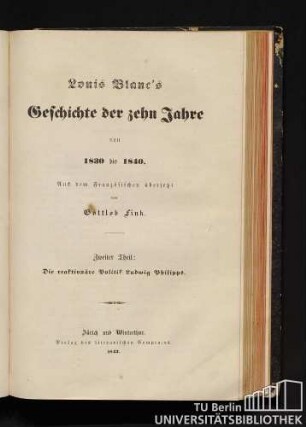 Louis Blanc's
Geschichte der zehn Jahre
von
1830 bis 1840.
Aus dem Französischen übersetzt
von
Gottlob Fink.
Zweiter Theil:
Die reaktionäre Politik Ludwig Philipps.
Zürich und Winterthur,
Verlag des literarischen Comptoirs.
1843.
TU Berlin
UNIVERSITÄTSBIBLIOTHEK